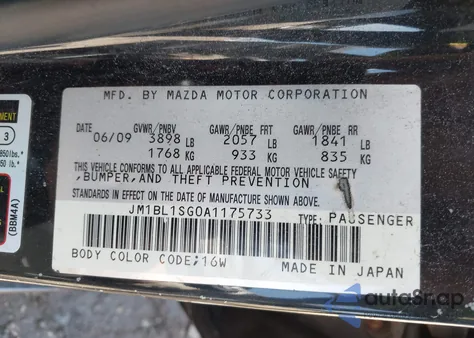 MFD. BY MAZDA MOTOR CORPORATION
GVWR/PNBV GAWR/PNBE FRT GAWR/PNBE RR
06/09 3898 LB 2057 LB 1841 LB
1768 KG 933 KG 835 KG
THIS VEHICLE CONFORMS TO ALL APPLICABLE FEDERAL MOTOR VEHICLE SAFETY
,BUMPER,AND THEFT PREVENTION
STANDARDS IN EFFECT ON THE DATE OF MANUFACTURE SHOWN ABOVE.
JM1BL1SG0A1175733 TYPE: PASSENGER
BODY COLOR CODE;16W MADE IN JAPAN
3
(BBM4A)
autosnap